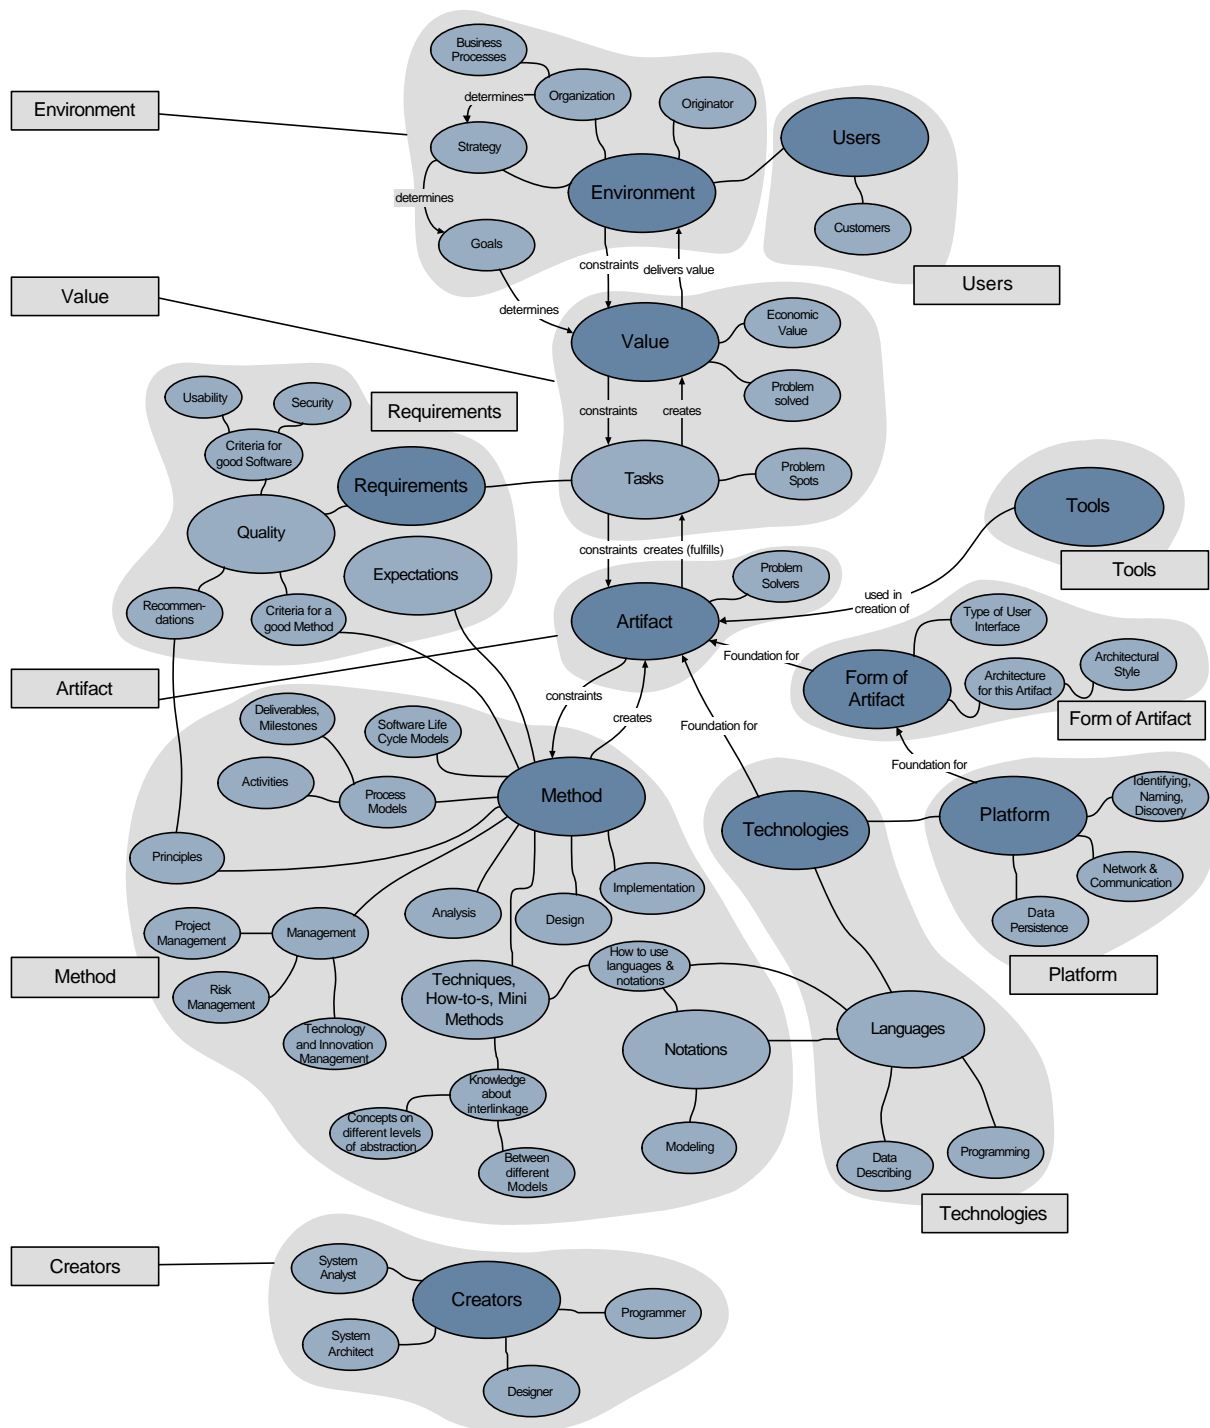 Business
Processes
determines
Organization
Originator
Environment
Users
Strategy
Environment
determines
Customers
Goals
constraints
delivers value
Users
Value
determines
Economic
Value
Value
Problem
solved
Usability
Security
Requirements
constraints
creates
Criteria for
good Software
Requirements
Tasks
Problem
Spots
Tools
Quality
constraints
creates (fulfills)
Expectations
Problem
Solvers
Tools
Recommen-
dations
Criteria for a
good Method
Artifact
used in
creation of
Type of User
Interface
Foundation for
Architectural
Style
Artifact
Form of
Artifact
Architecture
for this Artifact
constraints
Form of Artifact
Deliverables,
Milestones
Software Life
Cycle Models
creates
Foundation for
Foundation for
Activities
Process
Models
Method
Identifying,
Naming,
Discovery
Technologies
Platform
Principles
Network &
Communication
Implementation
Analysis
Design
Data
Persistence
Project
Management
Management
Method
How to use
languages &
notations
Platform
Risk
Management
Techniques,
How-to-s, Mini
Methods
Technology
and Innovation
Management
Notations
Languages
Knowledge
about
interlinkage
Concepts on
different levels
of abstraction
Modeling
Programming
Between
different
Models
Data
Describing
Technologies
Creators
System
Analyst
Creators
Programmer
System
Architect
Designer